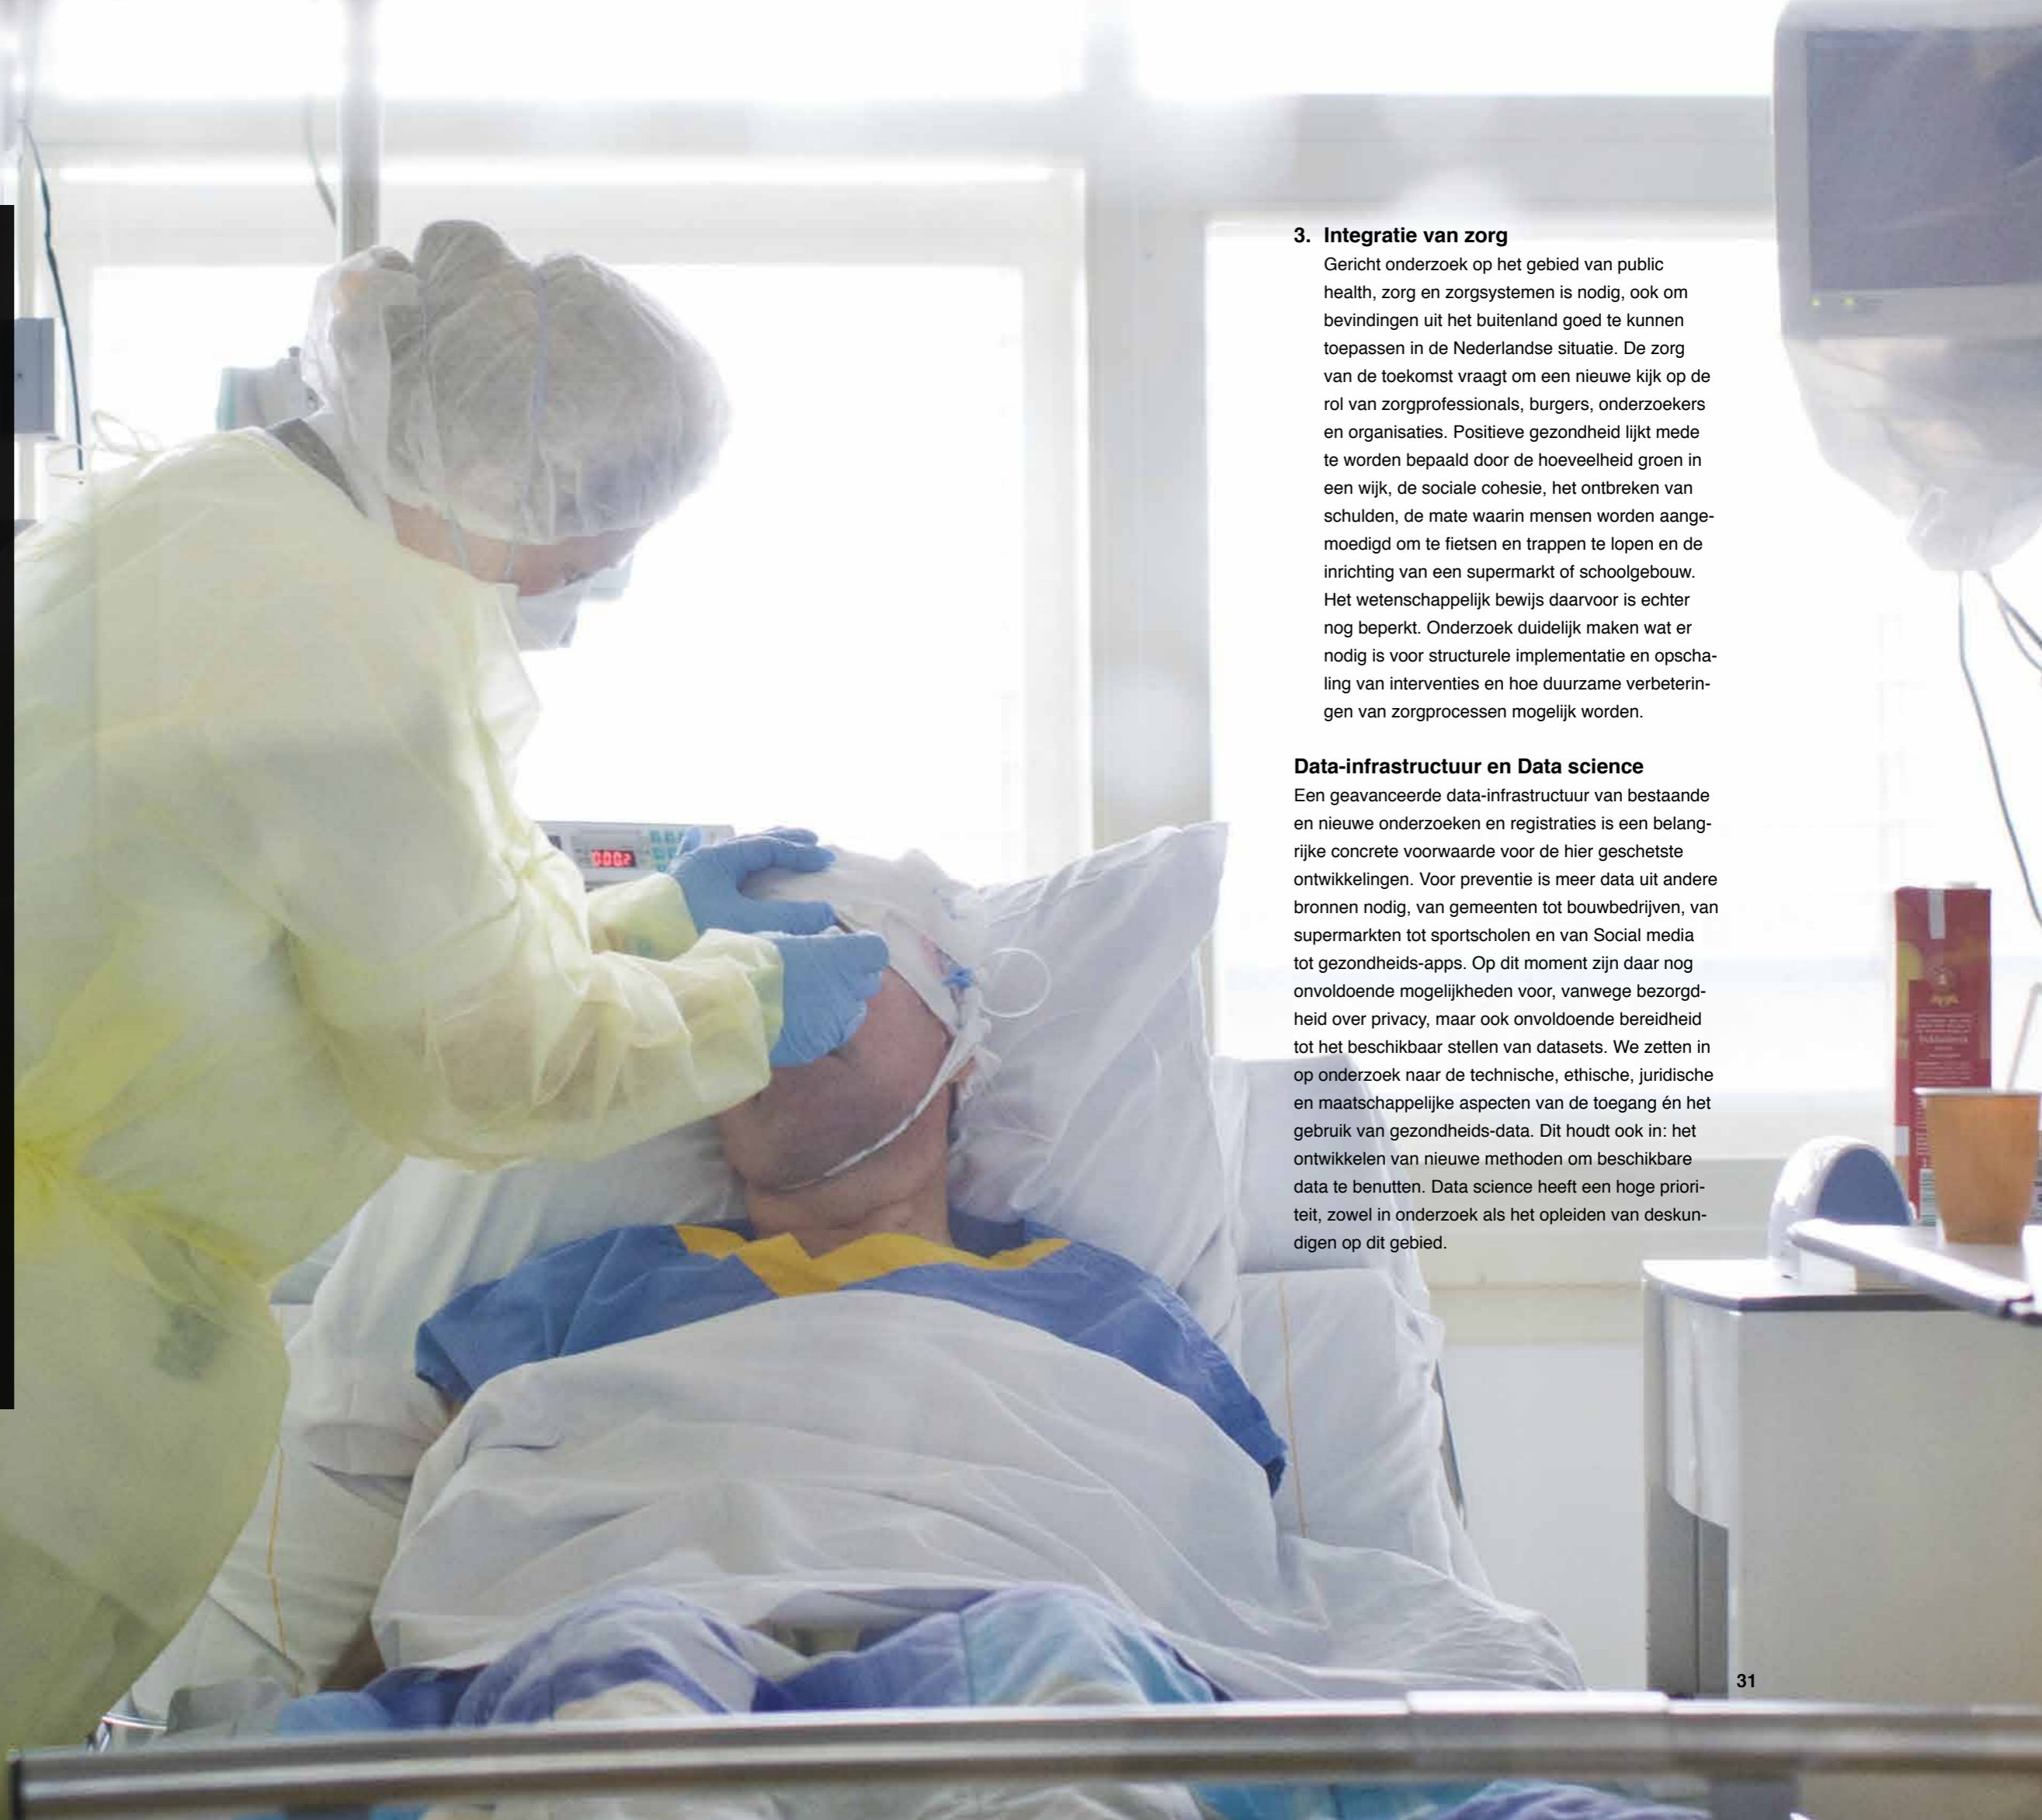 3. Integratie van zorg
Gericht onderzoek op het gebied van public
health, zorg en zorgsystemen is nodig, ook om
bevindingen uit het buitenland goed te kunnen
toepassen in de Nederlandse situatie. De zorg
van de toekomst vraagt om een nieuwe kijk op de
rol van zorgprofessionals, burgers, onderzoekers
en organisaties. Positieve gezondheid lijkt mede
te worden bepaald door de hoeveelheid groen in
een wijk, de sociale cohesie, het ontbreken van
schulden, de mate waarin mensen worden aange-
moedigd om te fietsen en trappen te lopen en de
inrichting van een supermarkt of schoolgebouw.
Het wetenschappelijk bewijs daarvoor is echter
nog beperkt. Onderzoek duidelijk maken wat er
nodig is voor structurele implementatie en opscha-
ling van interventies en hoe duurzame verbeterin-
gen van zorgprocessen mogelijk worden.
Data-infrastructuur en Data science
Een geavanceerde data-infrastructuur van bestaande
en nieuwe onderzoeken en registraties is een belang-
rijke concrete voorwaarde voor de hier geschetste
ontwikkelingen. Voor preventie is meer data uit andere
bronnen nodig, van gemeenten tot bouwbedrijven, van
supermarkten tot sportscholen en van Social media
tot gezondheids-apps. Op dit moment zijn daar nog
onvoldoende mogelijkheden voor, vanwege bezorgd-
heid over privacy, maar ook onvoldoende bereidheid
tot het beschikbaar stellen van datasets. We zetten in
op onderzoek naar de technische, ethische, juridische
en maatschappelijke aspecten van de toegang én het
gebruik van gezondheids-data. Dit houdt ook in: het
ontwikkelen van nieuwe methoden om beschikbare
data te benutten. Data science heeft een hoge priori-
teit, zowel in onderzoek als het opleiden van deskun-
digen op dit gebied.
31